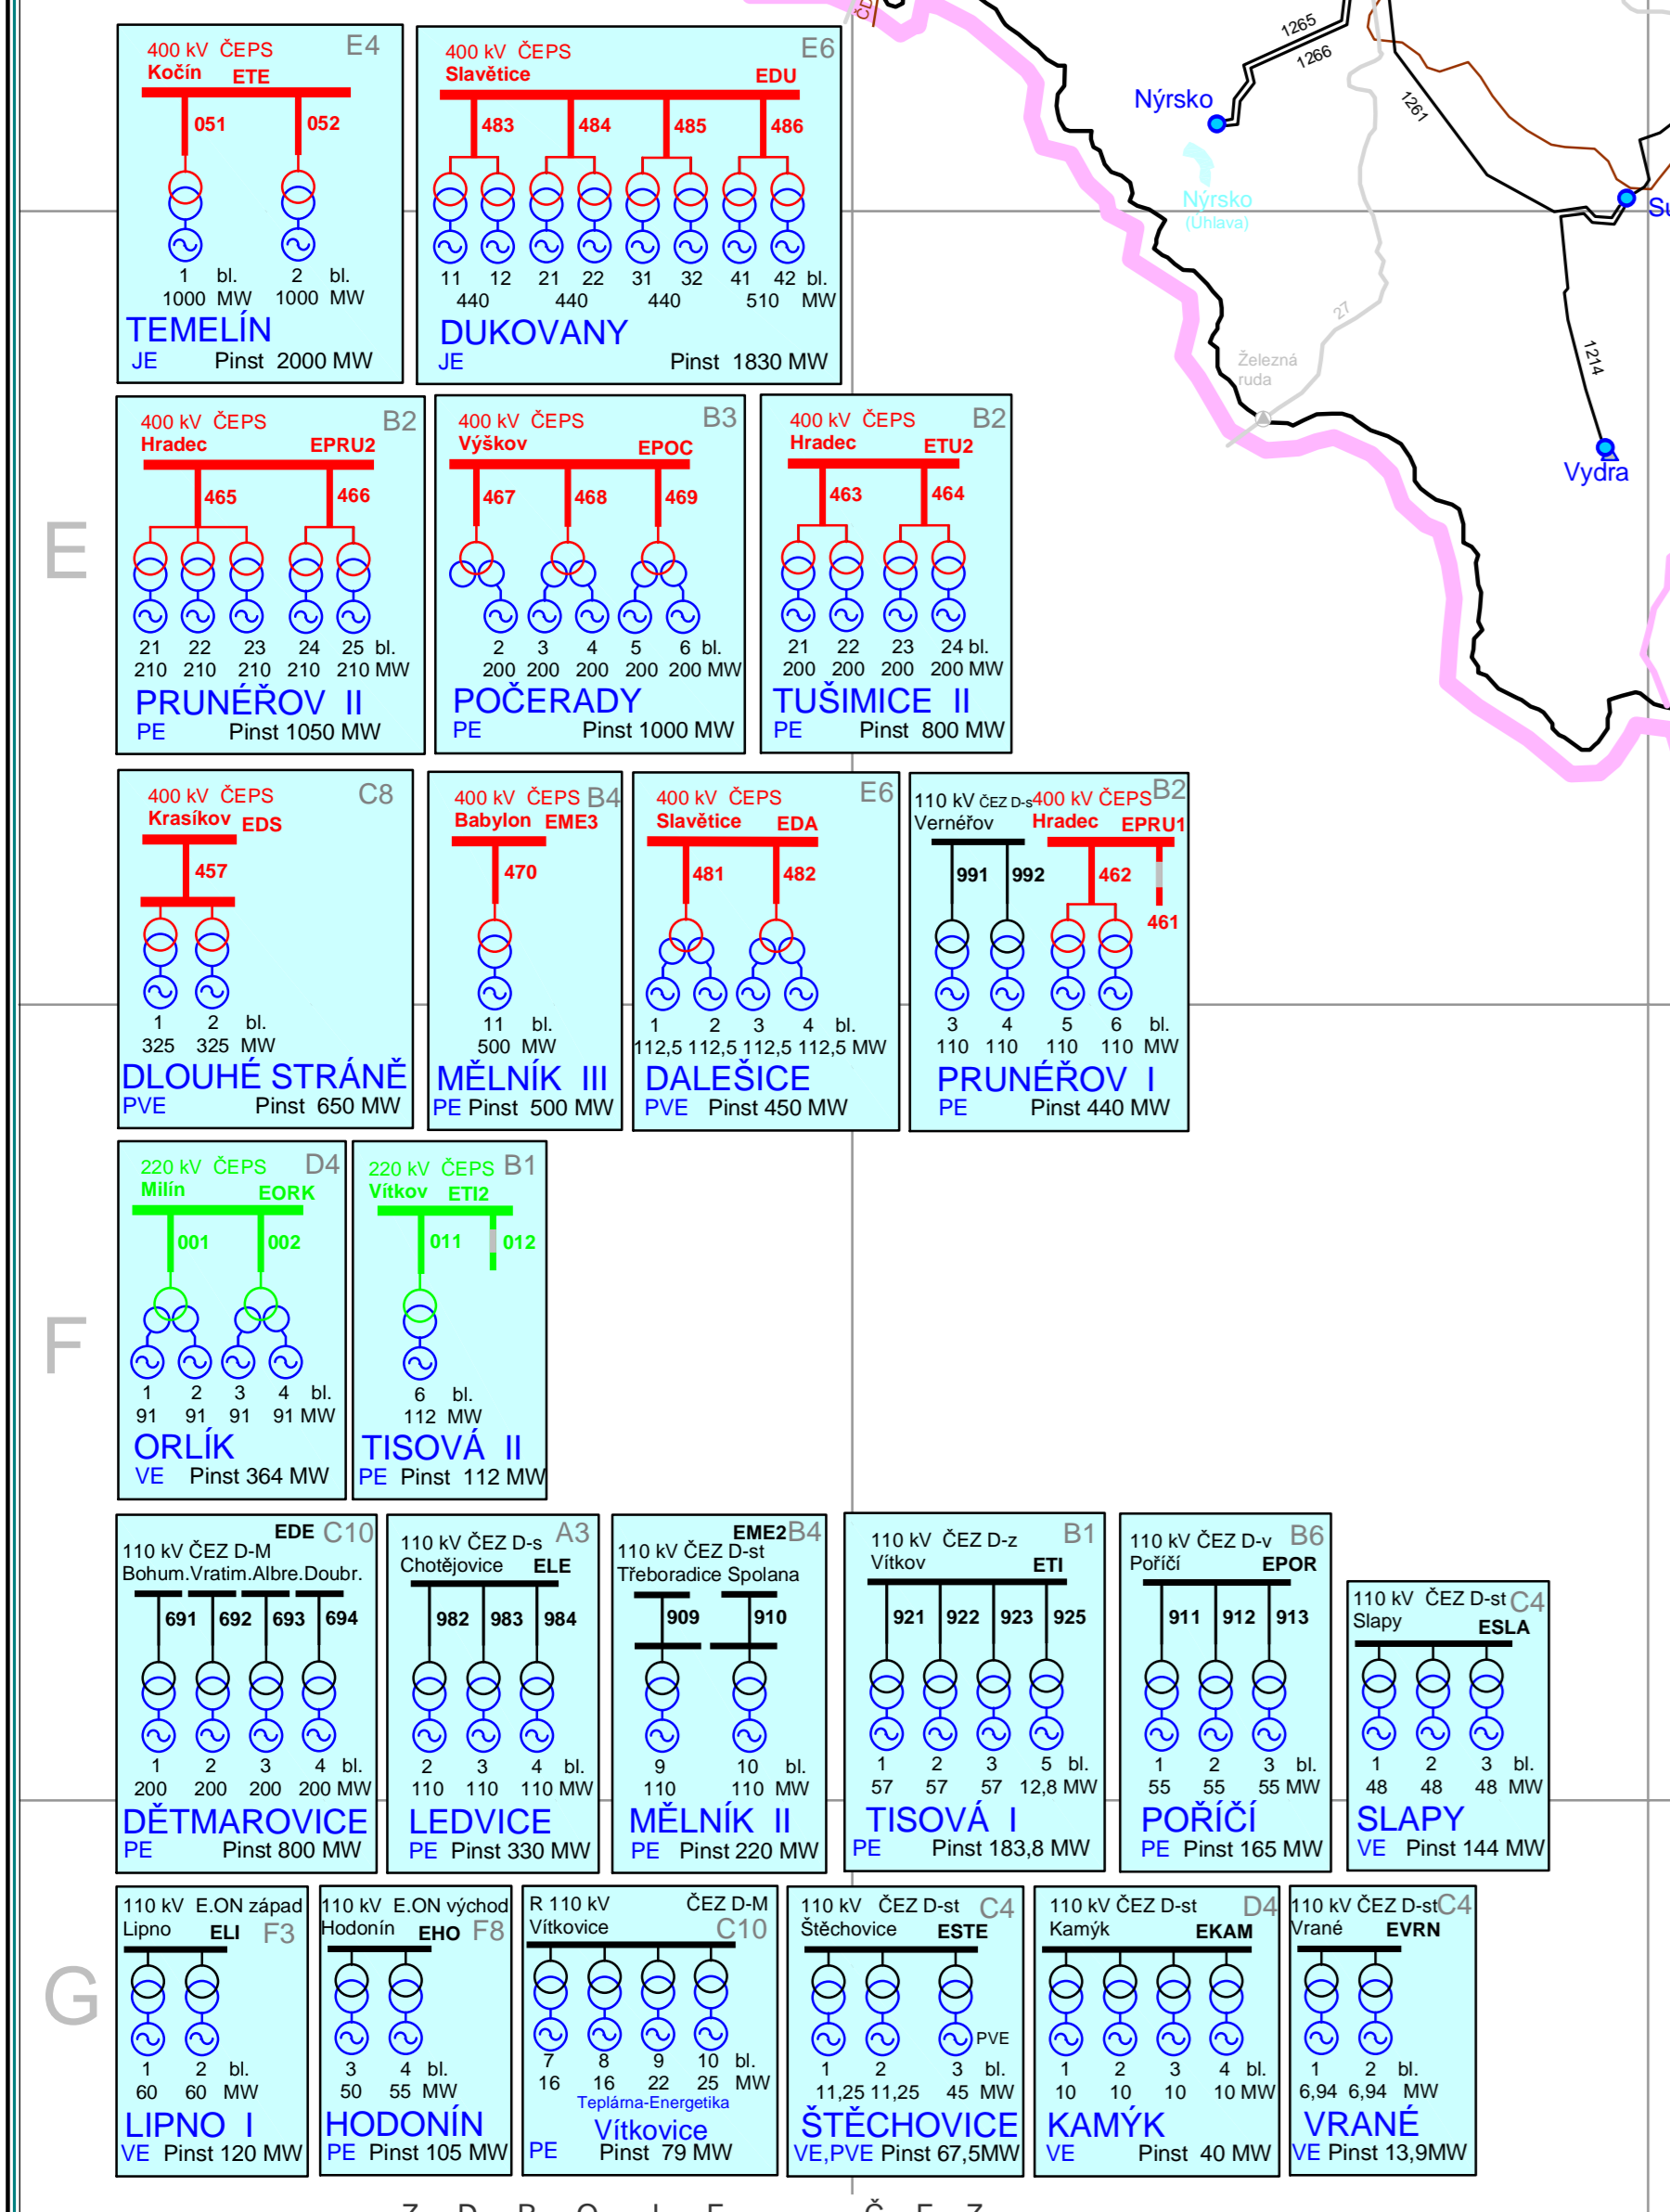 400 kV ČEPS E4
Kočín ETE
051 052
1 bl. 2 bl.
1000 MW 1000 MW
TEMELÍN
JE Pinst 2000 MW
400 kV ČEPS E6
Slavětice EDU
483 484 485 486
11 12 21 22 31 32 41 42 bl.
440 440 440 510 MW
DUKOVANY
JE Pinst 1830 MW
ČD
1265
1266
1261
Nýrsko
Nýrsko
(Úhlava)
27
1214
Železná
ruda
Vydra
E
400 kV ČEPS B2
Hradec EPRU2
465 466
21 22 23 24 25 bl.
210 210 210 210 210 MW
PRUNÉŘOV II
PE Pinst 1050 MW
400 kV ČEPS B3
Výškov EPOC
467 468 469
2 3 4 5 6 bl.
200 200 200 200 200 MW
POČERADY
PE Pinst 1000 MW
400 kV ČEPS B2
Hradec ETU2
463 464
21 22 23 24 bl.
200 200 200 200 MW
TUŠIMICE II
PE Pinst 800 MW
400 kV ČEPS C8
Krasíkov EDS
457
1 2 bl.
325 325 MW
DLOUHÉ STRÁNĚ
PVE Pinst 650 MW
400 kV ČEPS B4
Babylon EME3
470
11 bl.
500 MW
MĚLNÍK III
PE Pinst 500 MW
400 kV ČEPS E6
Slavětice EDA
481 482
1 2 3 4 bl.
112,5 112,5 112,5 112,5 MW
DALEŠICE
PVE Pinst 450 MW
110 kV ČEZ D-s 400 kV ČEPS B2
Vernéřov Hradec EPRU1
991 992 462 461
3 4 5 6 bl.
110 110 110 110 MW
PRUNÉŘOV I
PE Pinst 440 MW
F
220 kV ČEPS D4
Milín EORK
001 002
1 2 3 4 bl.
91 91 91 91 MW
ORLÍK
VE Pinst 364 MW
220 kV ČEPS B1
Vítkov ETI2
011 012
6 bl.
112 MW
TISOVÁ II
PE Pinst 112 MW
EDE C10
110 kV ČEZ D-M
Bohum.Vratim.Albre.Doubr.
691 692 693 694
1 2 3 4 bl.
200 200 200 200 MW
DĚTMAROVICE
PE Pinst 800 MW
110 kV ČEZ D-s A3
Chotějovice ELE
982 983 984
2 3 4 bl.
110 110 110 MW
LEDVICE
PE Pinst 330 MW
EME2 B4
110 kV ČEZ D-st
Třeboradice Spolana
909 910
9 10 bl.
110 110 MW
MĚLNÍK II
PE Pinst 220 MW
110 kV ČEZ D-z B1
Vítkov ETI
921 922 923 925
1 2 3 5 bl.
57 57 57 12,8 MW
TISOVÁ I
PE Pinst 183,8 MW
110 kV ČEZ D-v B6
Poříčí EPOR
911 912 913
1 2 3 bl.
55 55 55 MW
POŘÍČÍ
PE Pinst 165 MW
110 kV ČEZ D-st C4
Slapy ESLA
1 2 3 bl.
48 48 48 MW
SLAPY
VE Pinst 144 MW
G
110 kV E.ON západ
Lipno ELI F3
1 2 bl.
60 60 MW
LIPNO I
VE Pinst 120 MW
110 kV E.ON východ
Hodonín EHO F8
3 4 bl.
50 55 MW
HODONÍN
PE Pinst 105 MW
R 110 kV ČEZ D-M
Vítkovice C10
7 8 9 10 bl.
16 16 22 25 MW
Teplárna-Energetika
Vítkovice
PE Pinst 79 MW
110 kV ČEZ D-st C4
Štěchovice ESTE
PVE
1 2 3 bl.
11,25 11,25 45 MW
ŠTĚCHOVICE
VE,PVE Pinst 67,5MW
110 kV ČEZ D-st D4
Kamýk EKAM
1 2 3 4 bl.
10 10 10 10 MW
KAMÝK
VE Pinst 40 MW
110 kV ČEZ D-st C4
Vrané EVRN
1 2 bl.
6,94 6,94 MW
VRANÉ
VE Pinst 13,9MW